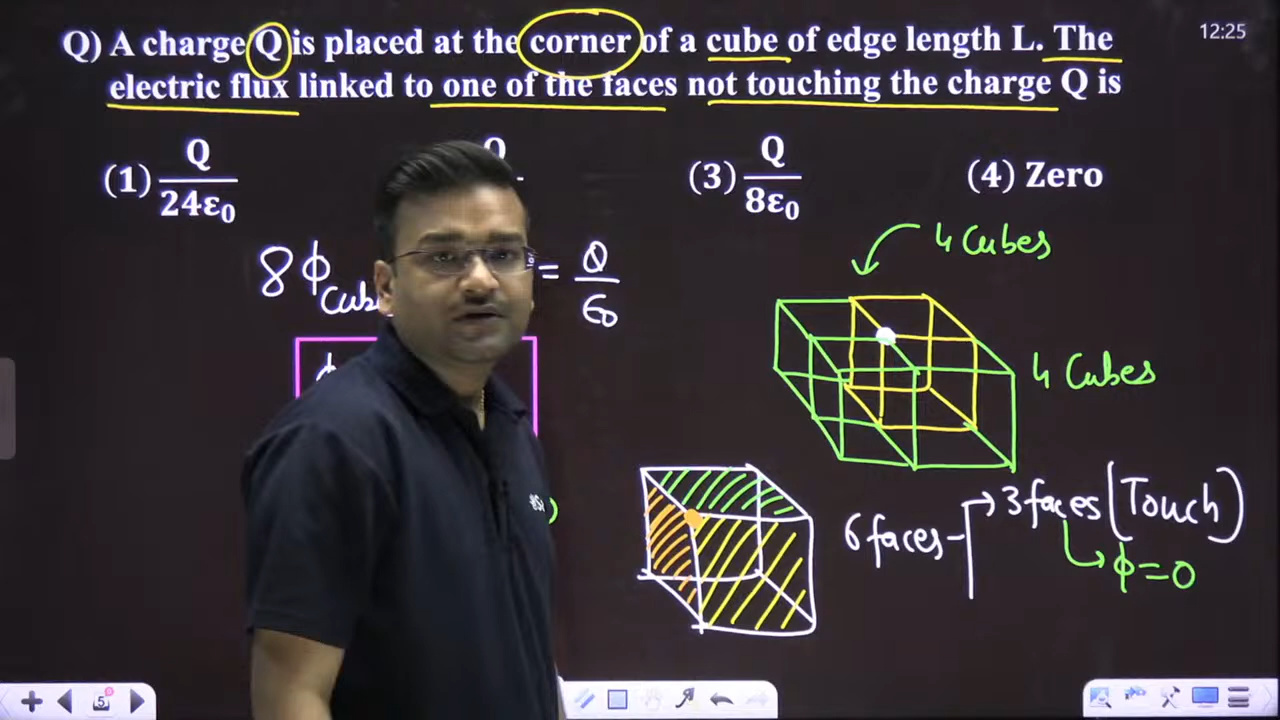 Q) A charge Q is placed at the corner of a cube of edge length L. The
electric flux linked to one of the faces not touching the charge Q is
12:25
(1) Q/24ε₀ Q (3) Q/8ε₀ (4) Zero
4 Cubes
8 ϕ = Q/ε₀
4 Cubes
6 faces → 3 faces (Touch)
ϕ = 0
5